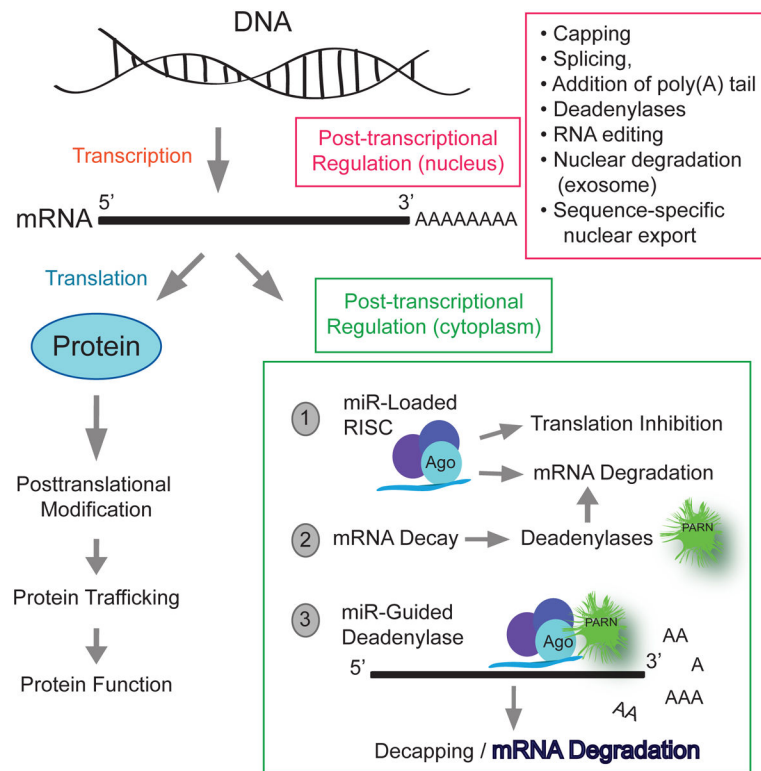 DNA
• Capping
• Splicing,
• Addition of poly(A) tail
• Deadenylases
• RNA editing
• Nuclear degradation
(exosome)
• Sequence-specific
nuclear export
Post-transcriptional
Regulation (nucleus)
Transcription
5’ 3’
mRNA AAAAAAAA
Translation
Post-transcriptional
Regulation (cytoplasm)
Protein
Posttranslational
Modification
Protein Trafficking
Protein Function
1 miR-Loaded
RISC
Ago
Translation Inhibition
mRNA Degradation
2 mRNA Decay
Deadenylases
PARN
3 miR-Guided
Deadenylase
Ago
PARN
5’ 3’
AA
A
AAA
AA
Decapping / mRNA Degradation